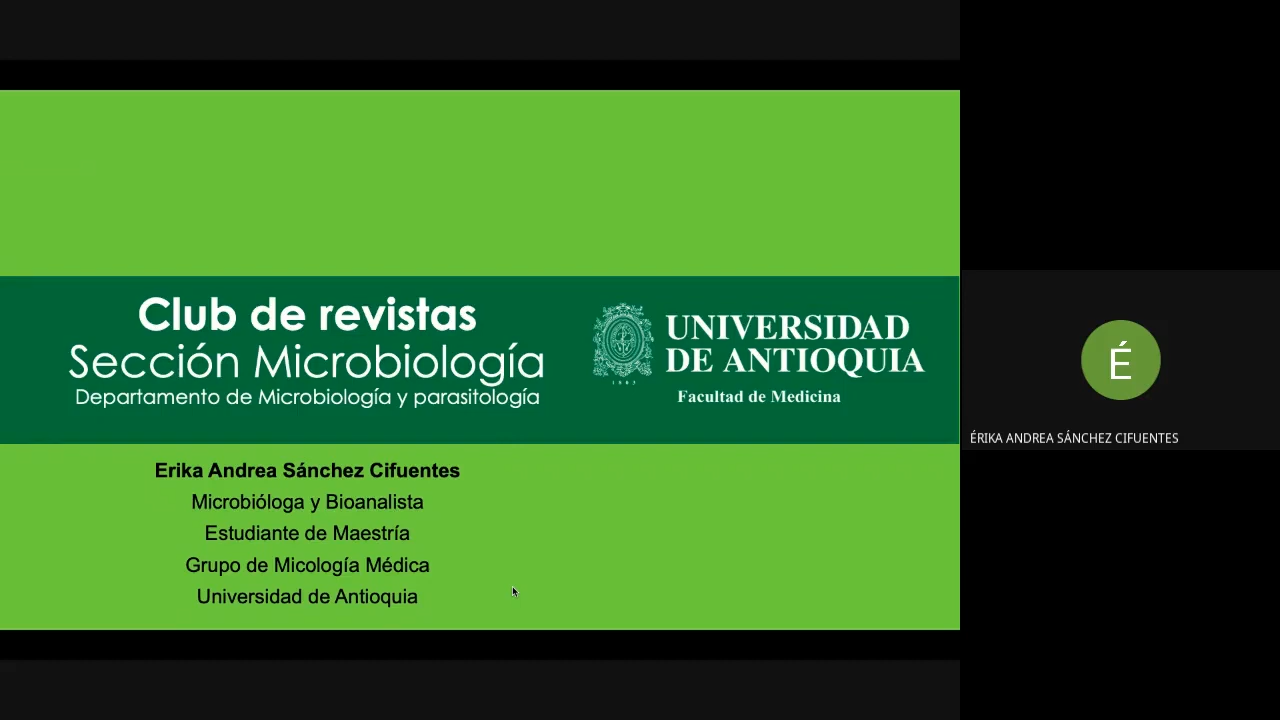 Club de revistas
Sección Microbiología
Departamento de Microbiología y parasitología
UNIVERSIDAD
DE ANTIOQUIA
1803
Facultad de Medicina
Erika Andrea Sánchez Cifuentes
Microbióloga y Bioanalista
Estudiante de Maestría
Grupo de Micología Médica
Universidad de Antioquia
É
ÉRIKA ANDREA SÁNCHEZ CIFUENTES